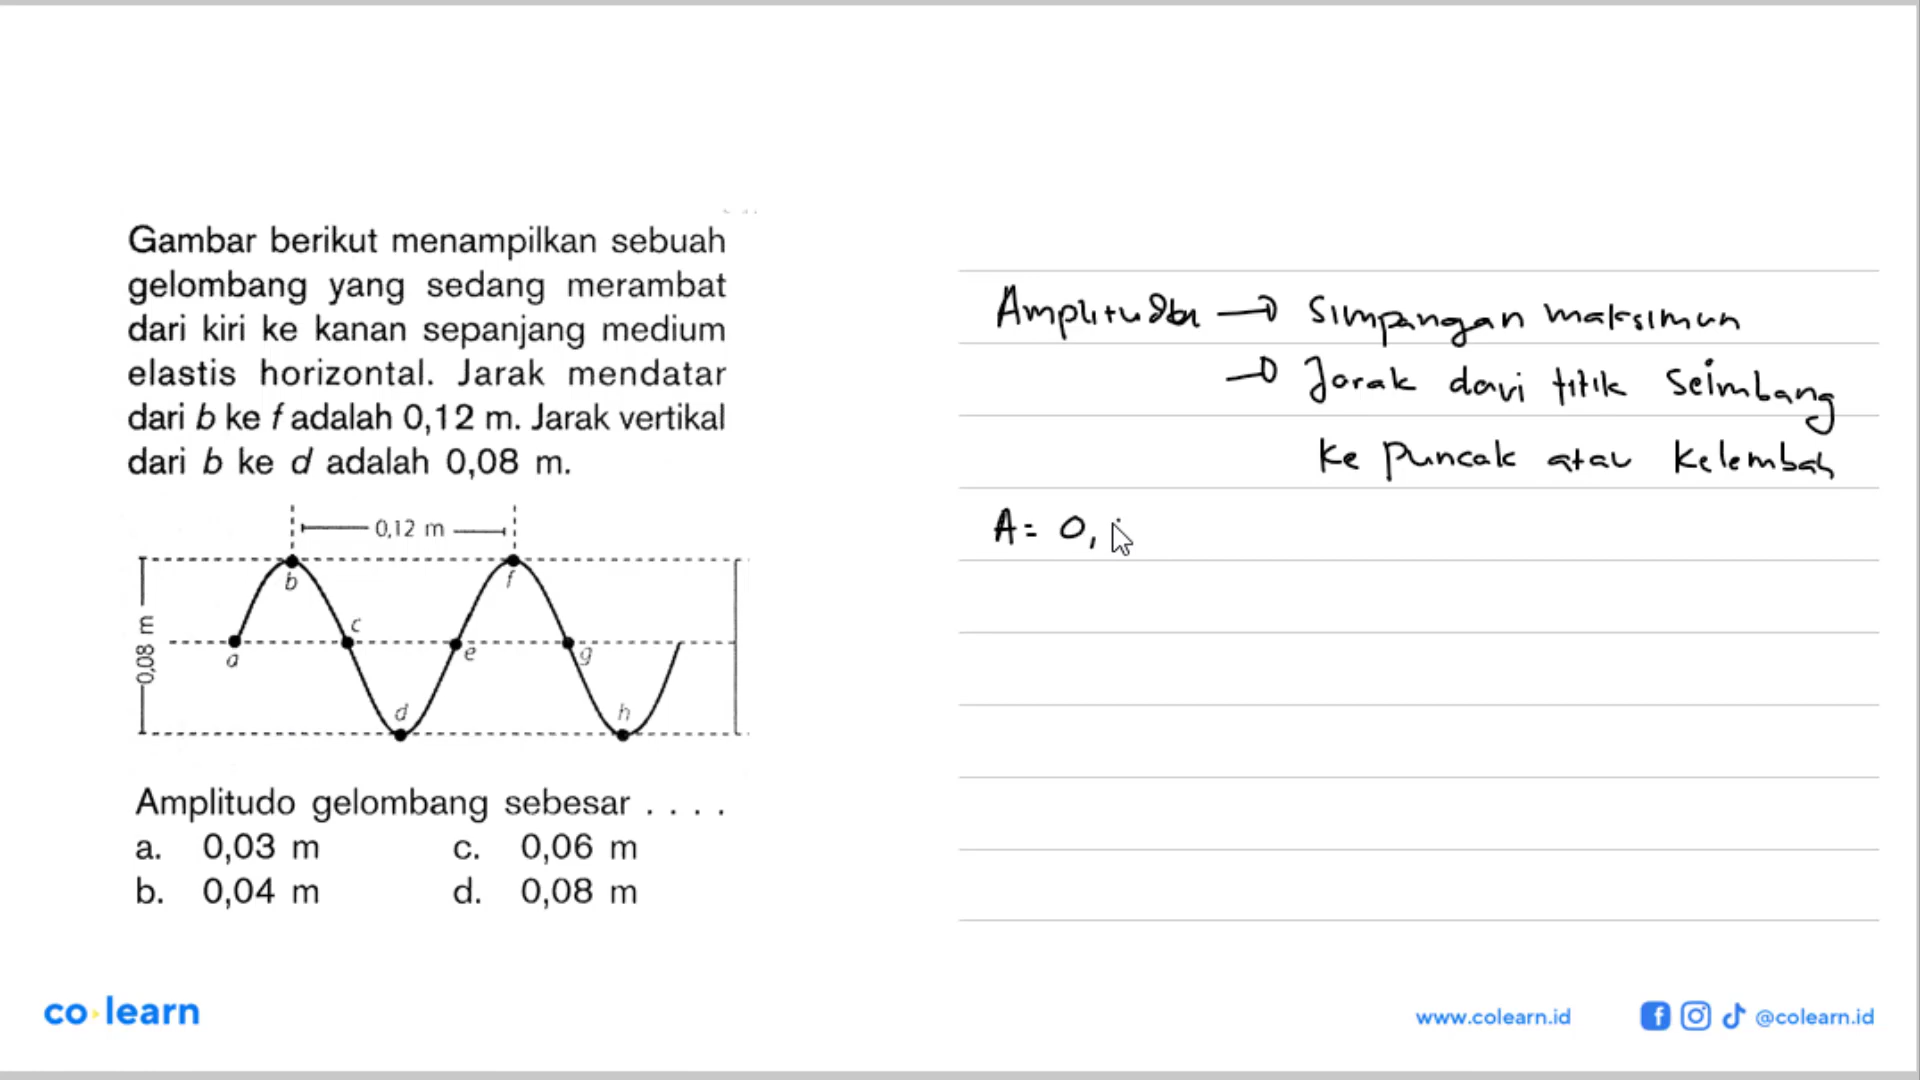 Gambar berikut menampilkan sebuah
gelombang yang sedang merambat
dari kiri ke kanan sepanjang medium
elastis horizontal. Jarak mendatar
dari b ke f adalah 0,12 m. Jarak vertikal
dari b ke d adalah 0,08 m.
0,12 m
b
f
c
0,08 m
a
e
g
d
h
Amplitudo gelombang sebesar . . . .
a. 0,03 m c. 0,06 m
b. 0,04 m d. 0,08 m
Amplitudo → Simpangan maksimun
→ Jarak dari titik seimbang
ke puncak atau kelembah
A = 0,
co learn
www.colearn.id
@colearn.id